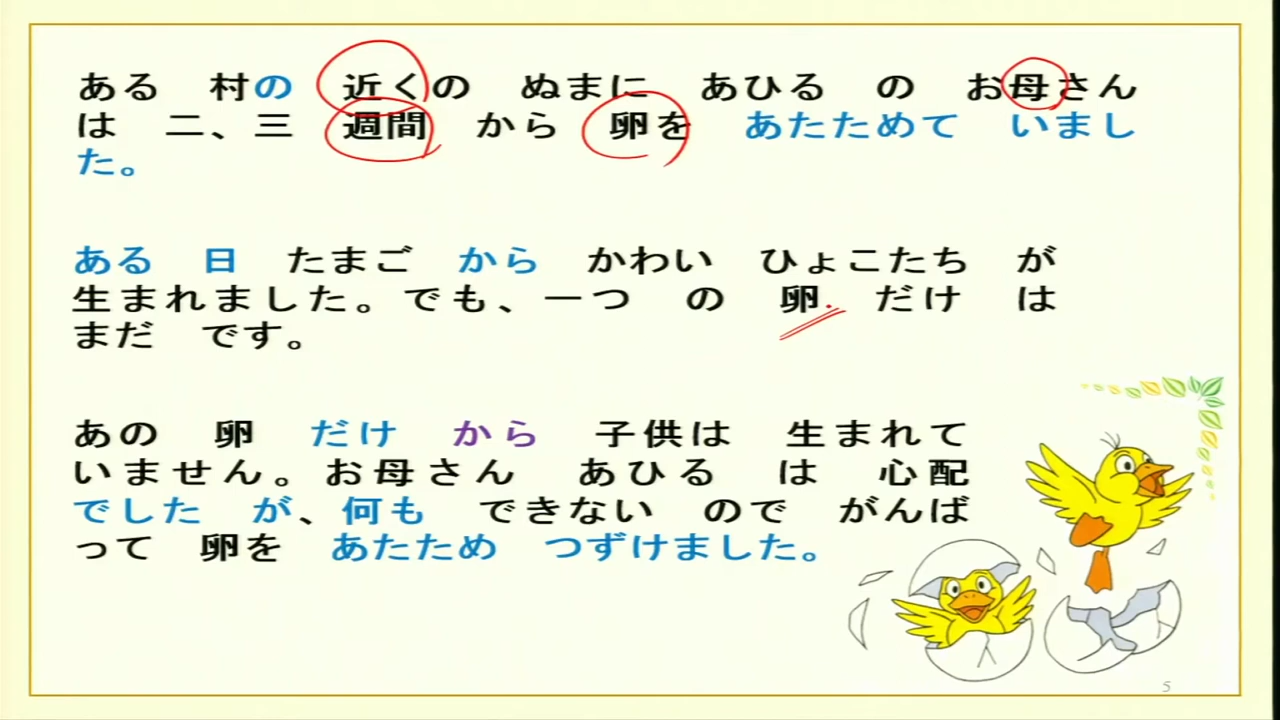 ある 村の 近くの ぬまに あひる の お母さん
は 二、三 週間 から 卵を あたためて いまし
た。
ある 日 たまご から かわい ひょこたち が
生まれました。でも、一つ の 卵 だけ は
まだ です。
あの 卵 だけ から 子供は 生まれて
いません。お母さん あひる は 心配
でした が、何も できない ので がんば
って 卵を あたため つずけました。
5